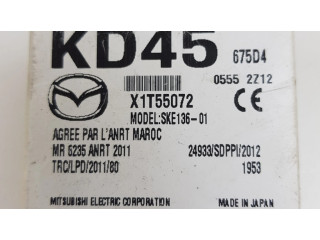 KD45 675D4
0555 2Z12
X1T55072
MODEL:SKE136-01
AGREE PAR L'ANRT MAROC
MR 6235 ANRT 2011 24933/SDPPI/2012
TRC/LPD/2011/80 1953
MITSUBISHI ELECTRIC CORPORATION MADE IN JAPAN